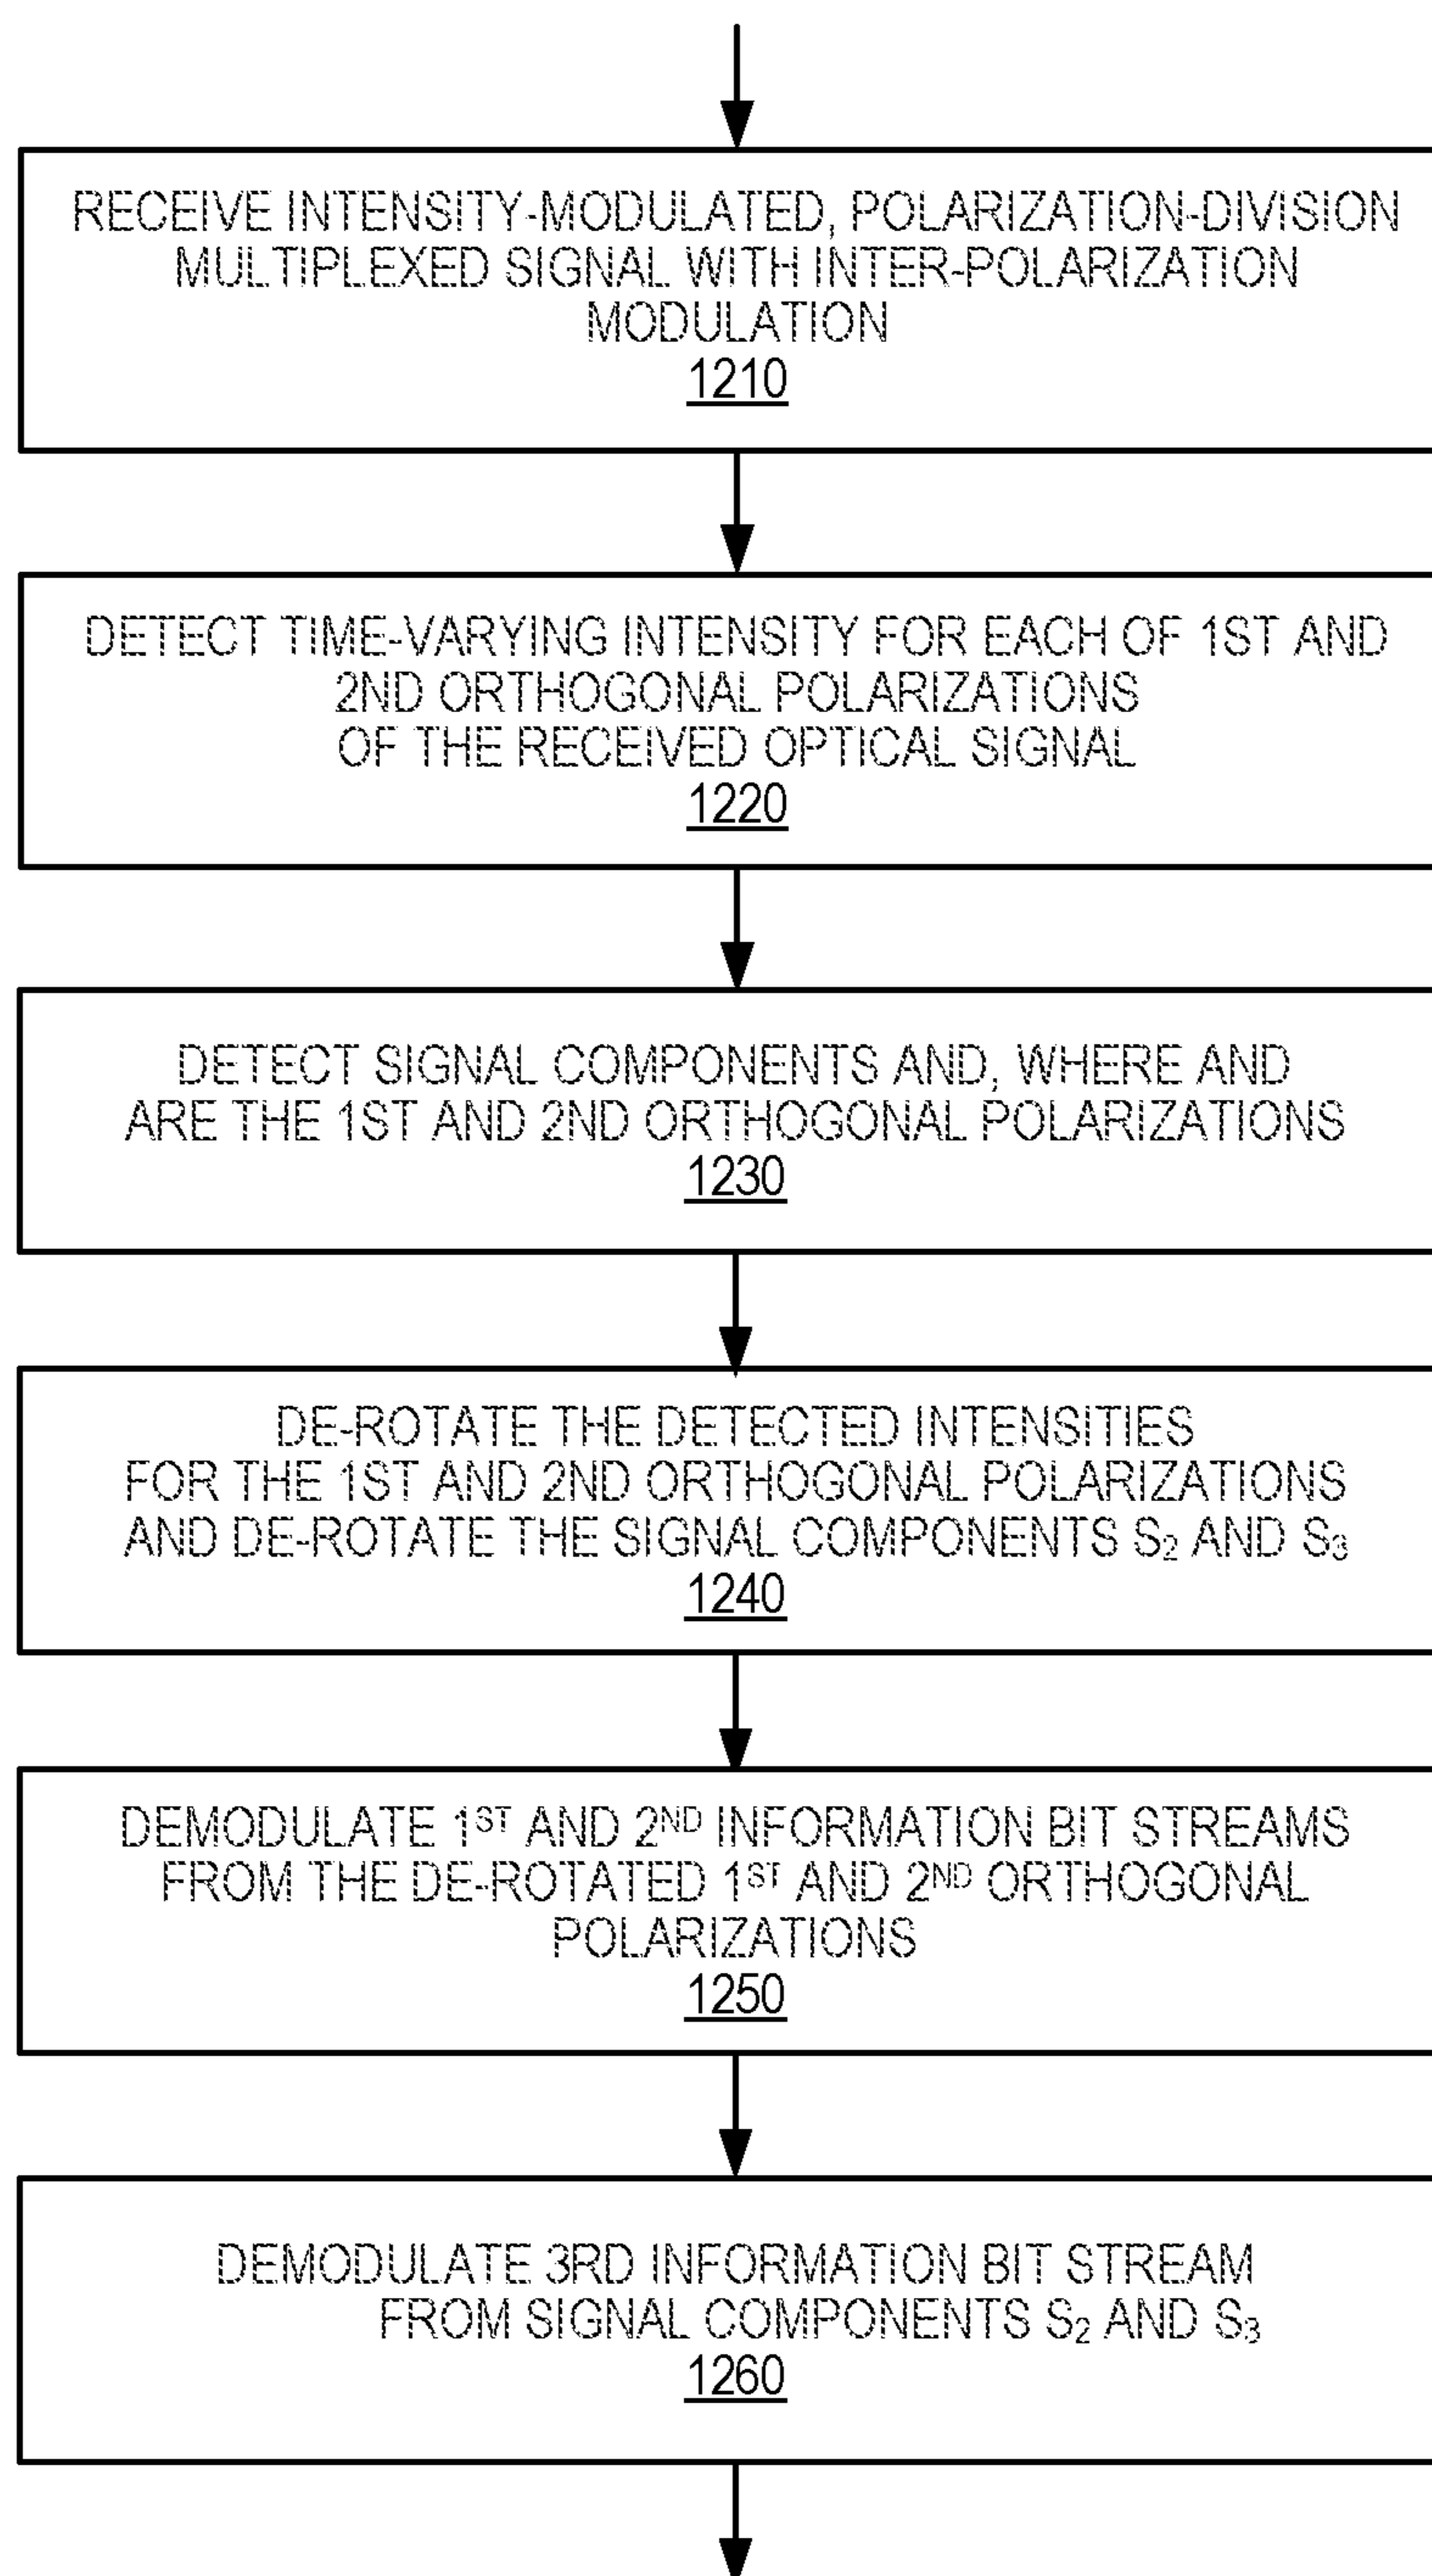 RECEIVE INTENSITY-MODULATED, POLARIZATION-DIVISION
MULTIPLEXED SIGNAL WITH INTER-POLARIZATION
MODULATION
1210
DETECT TIME-VARYING INTENSITY FOR EACH OF 1ST AND
2ND ORTHOGONAL POLARIZATIONS
OF THE RECEIVED OPTICAL SIGNAL
1220
DETECT SIGNAL COMPONENTS AND, WHERE AND
ARE THE 1ST AND 2ND ORTHOGONAL POLARIZATIONS
1230
DE-ROTATE THE DETECTED INTENSITIES
FOR THE 1ST AND 2ND ORTHOGONAL POLARIZATIONS
AND DE-ROTATE THE SIGNAL COMPONENTS S₂ AND S₃
1240
DEMODULATE 1ST AND 2ND INFORMATION BIT STREAMS
FROM THE DE-ROTATED 1ST AND 2ND ORTHOGONAL
POLARIZATIONS
1250
DEMODULATE 3RD INFORMATION BIT STREAM
FROM SIGNAL COMPONENTS S₂ AND S₃
1260